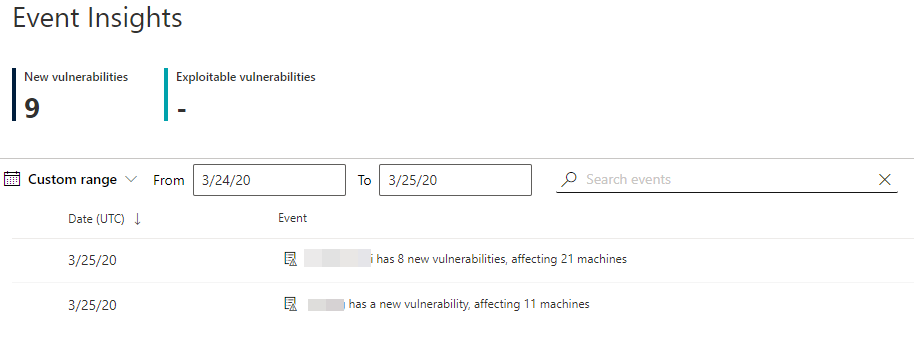 Event Insights
New vulnerabilities
Exploitable vulnerabilities
9
-
Custom range From 3/24/20 To 3/25/20 Search events
Date (UTC) ↓ Event
3/25/20 has 8 new vulnerabilities, affecting 21 machines
3/25/20 has a new vulnerability, affecting 11 machines